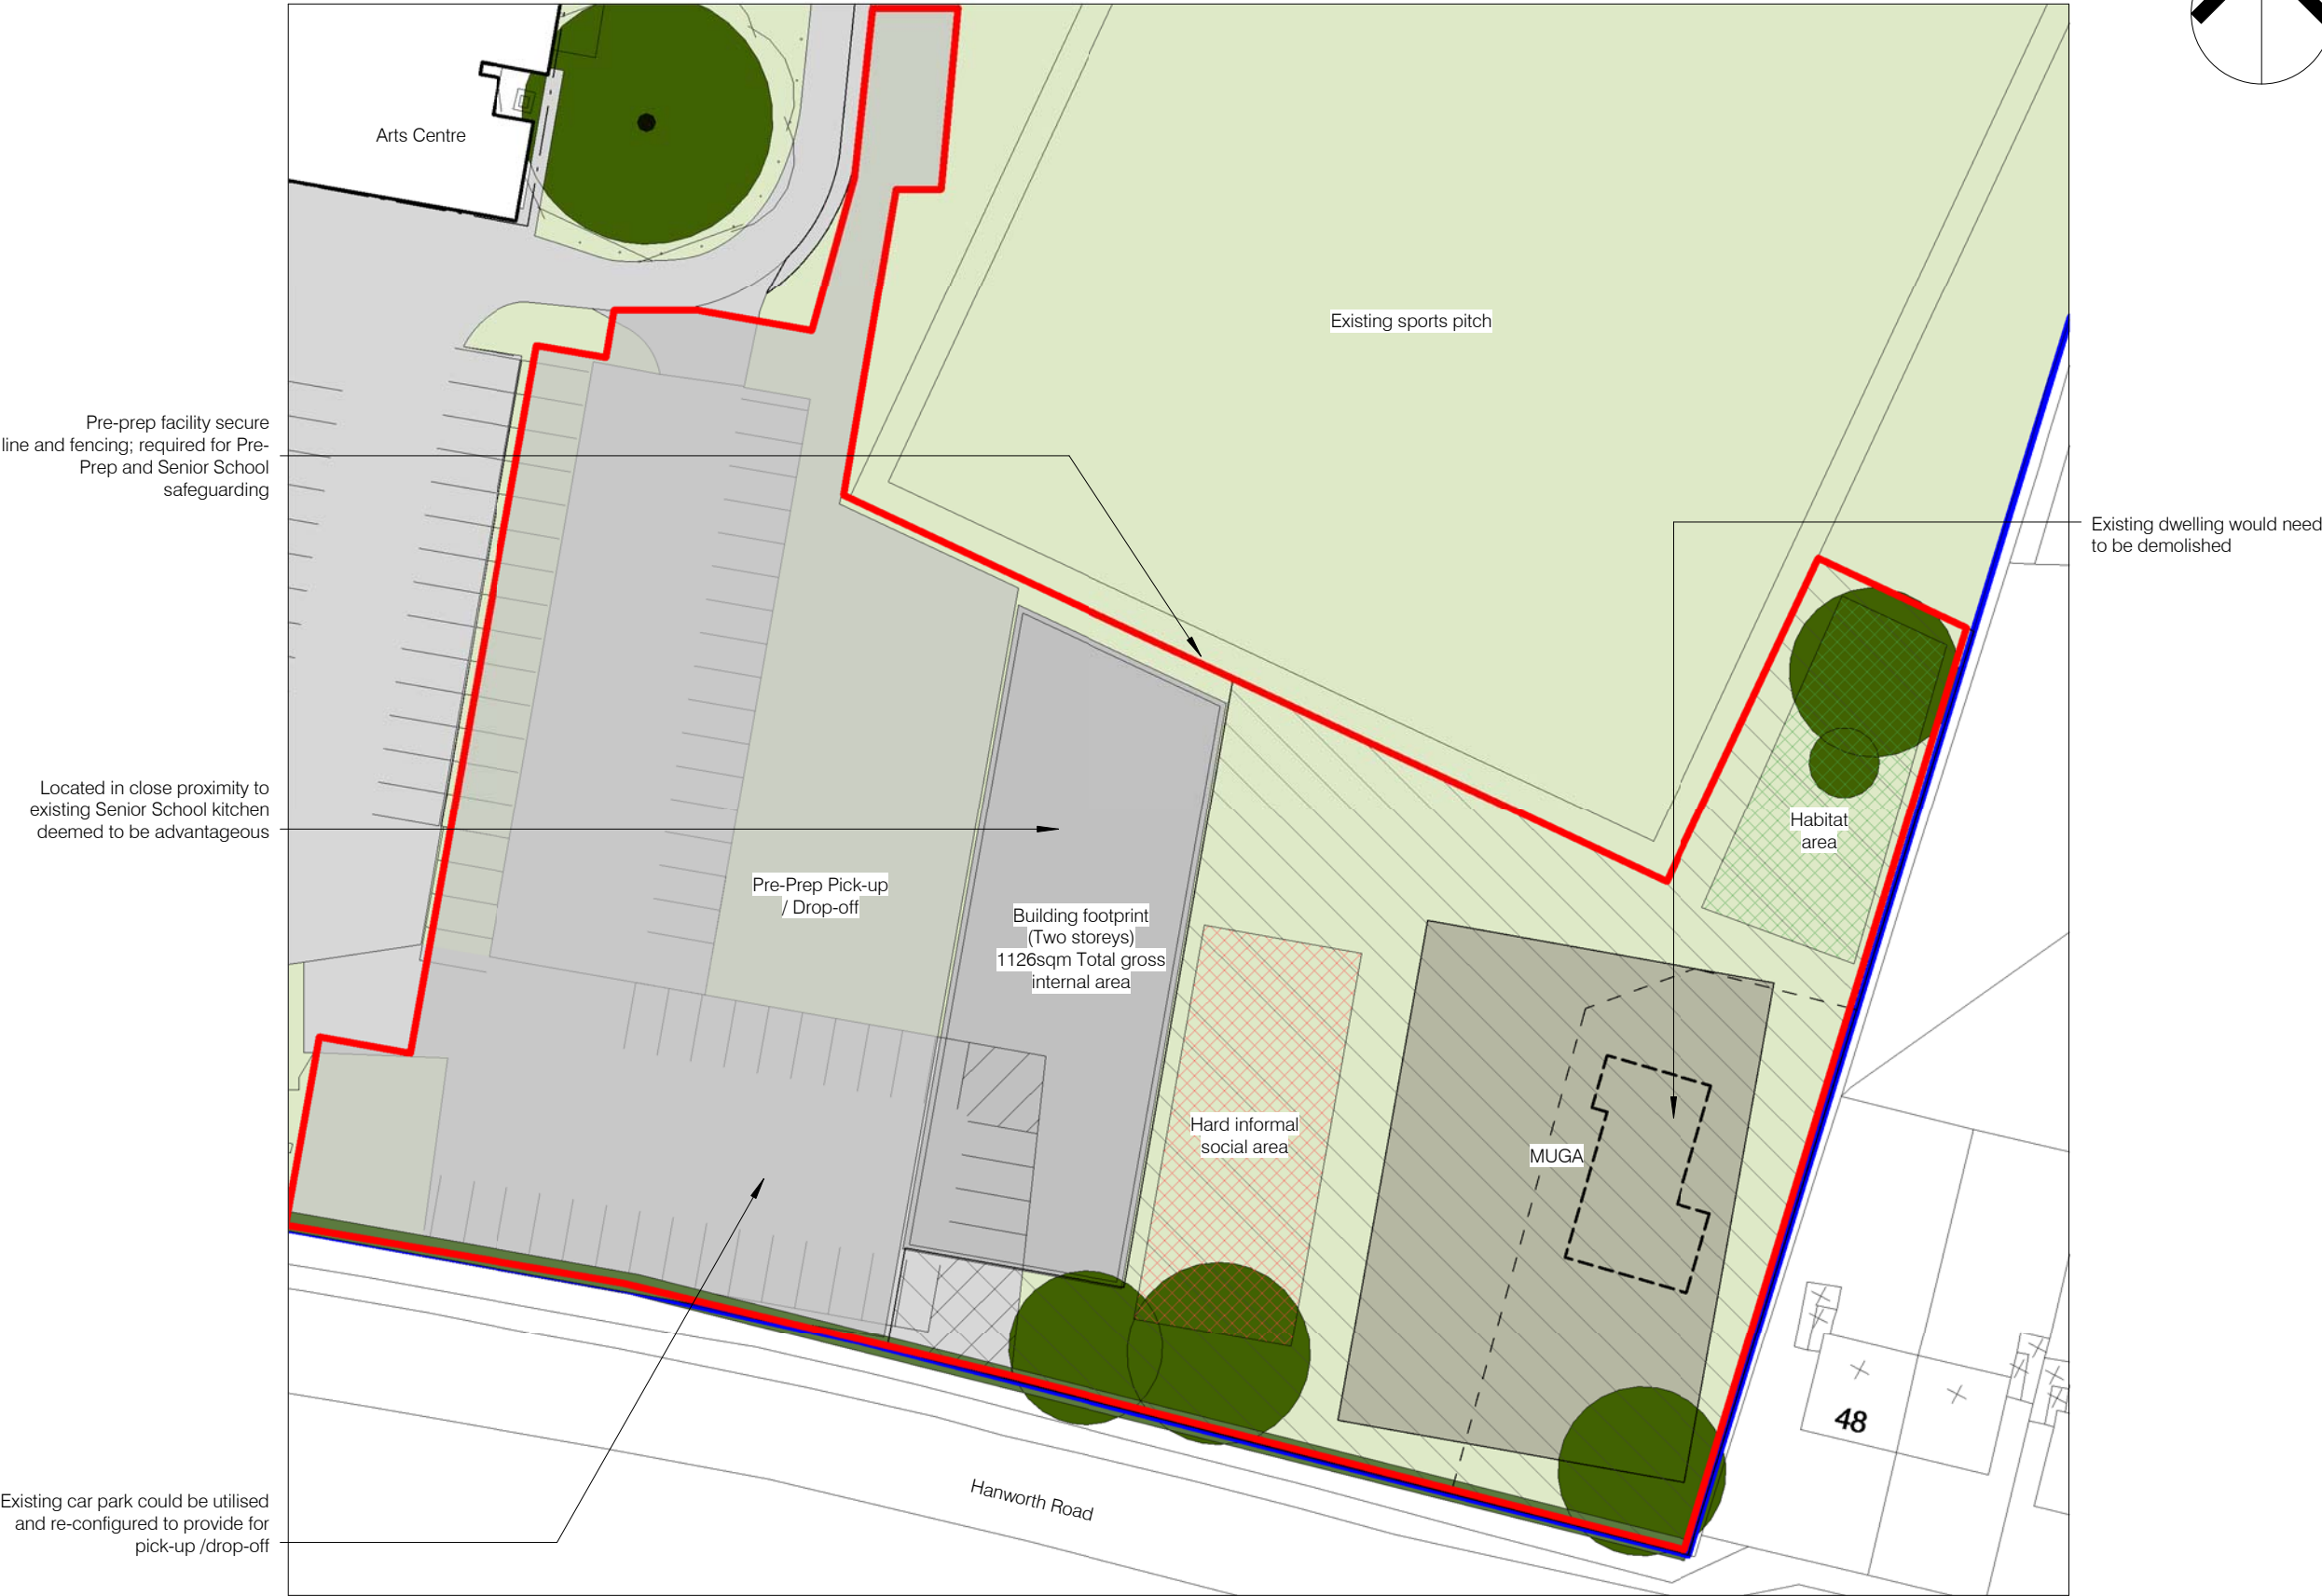 Arts Centre
Existing sports pitch
Pre-prep facility secure
line and fencing; required for Pre-
Prep and Senior School
safeguarding
Existing dwelling would need
to be demolished
Located in close proximity to
existing Senior School kitchen
deemed to be advantageous
Habitat
area
Pre-Prep Pick-up
/ Drop-off
Building footprint
(Two storeys)
1126sqm Total gross
internal area
Hard informal
social area
MUGA
48
Hanworth Road
Existing car park could be utilised
and re-configured to provide for
pick-up /drop-off